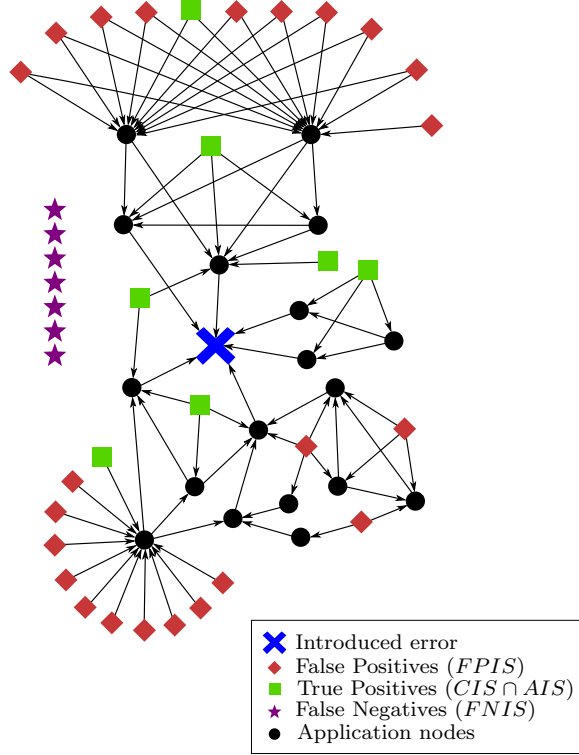 Introduced error
False Positives (FPIS)
True Positives (CIS ∩ AIS)
False Negatives (FNIS)
Application nodes